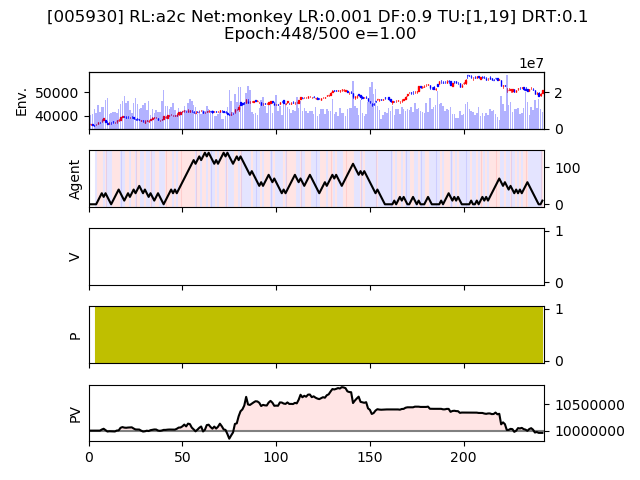 [005930] RL:a2c Net:monkey LR:0.001 DF:0.9 TU:[1,19] DRT:0.1
Epoch:448/500 e=1.00
1e7
Env.
50000
40000
2
0
Agent
100
0
V
1
0
P
1
0
PV
10500000
10000000
0 50 100 150 200